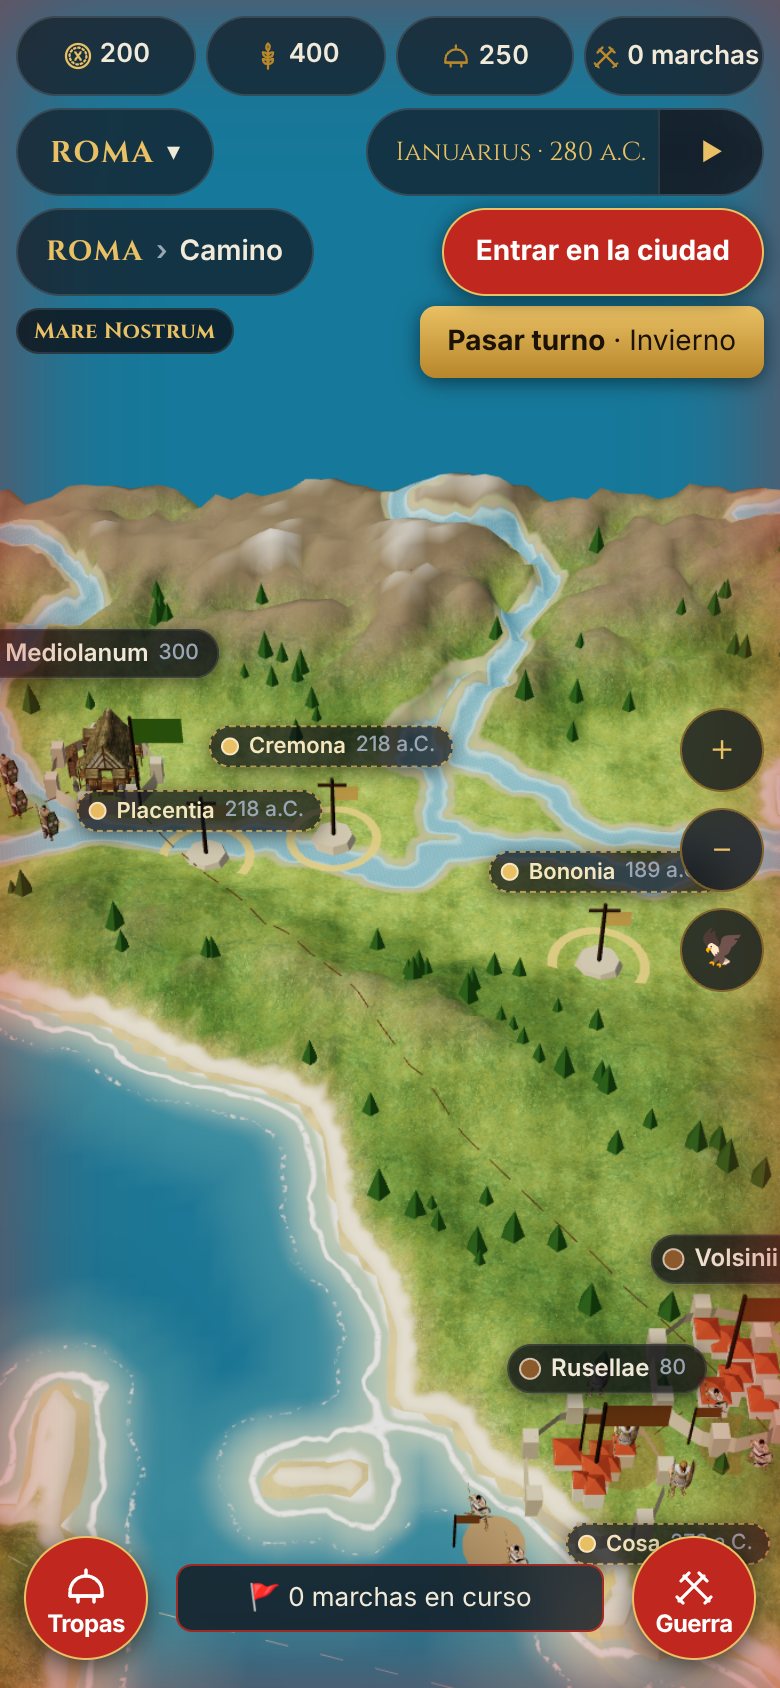 200
400
250
0 marchas
ROMA ▾
IANUARIUS · 280 A.C.
ROMA › Camino
Entrar en la ciudad
MARE NOSTRUM
Pasar turno · Invierno
Mediolanum 300
Cremona 218 a.C.
Placentia 218 a.C.
Bononia 189 a.
Volsinii
Rusellae 80
Cosa
Tropas
0 marchas en curso
Guerra